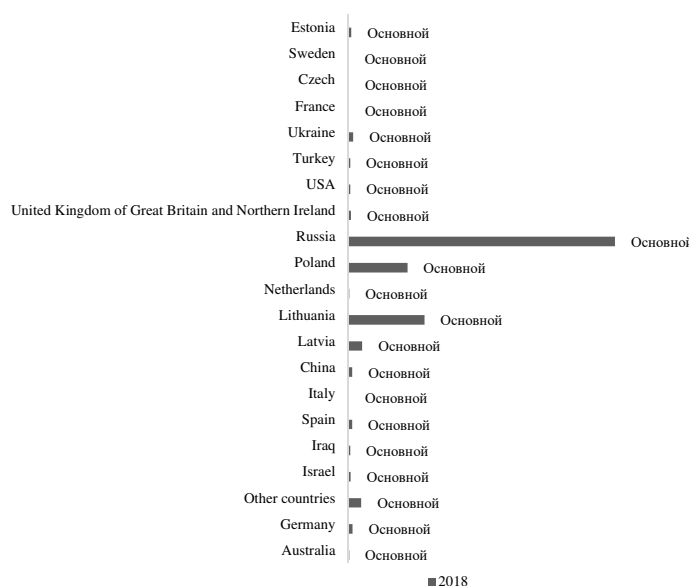 Estonia Основной
Sweden Основной
Czech Основной
France Основной
Ukraine Основной
Turkey Основной
USA Основной
United Kingdom of Great Britain and Northern Ireland Основной
Russia Основной
Poland Основной
Netherlands Основной
Lithuania Основной
Latvia Основной
China Основной
Italy Основной
Spain Основной
Iraq Основной
Israel Основной
Other countries Основной
Germany Основной
Australia Основной
2018